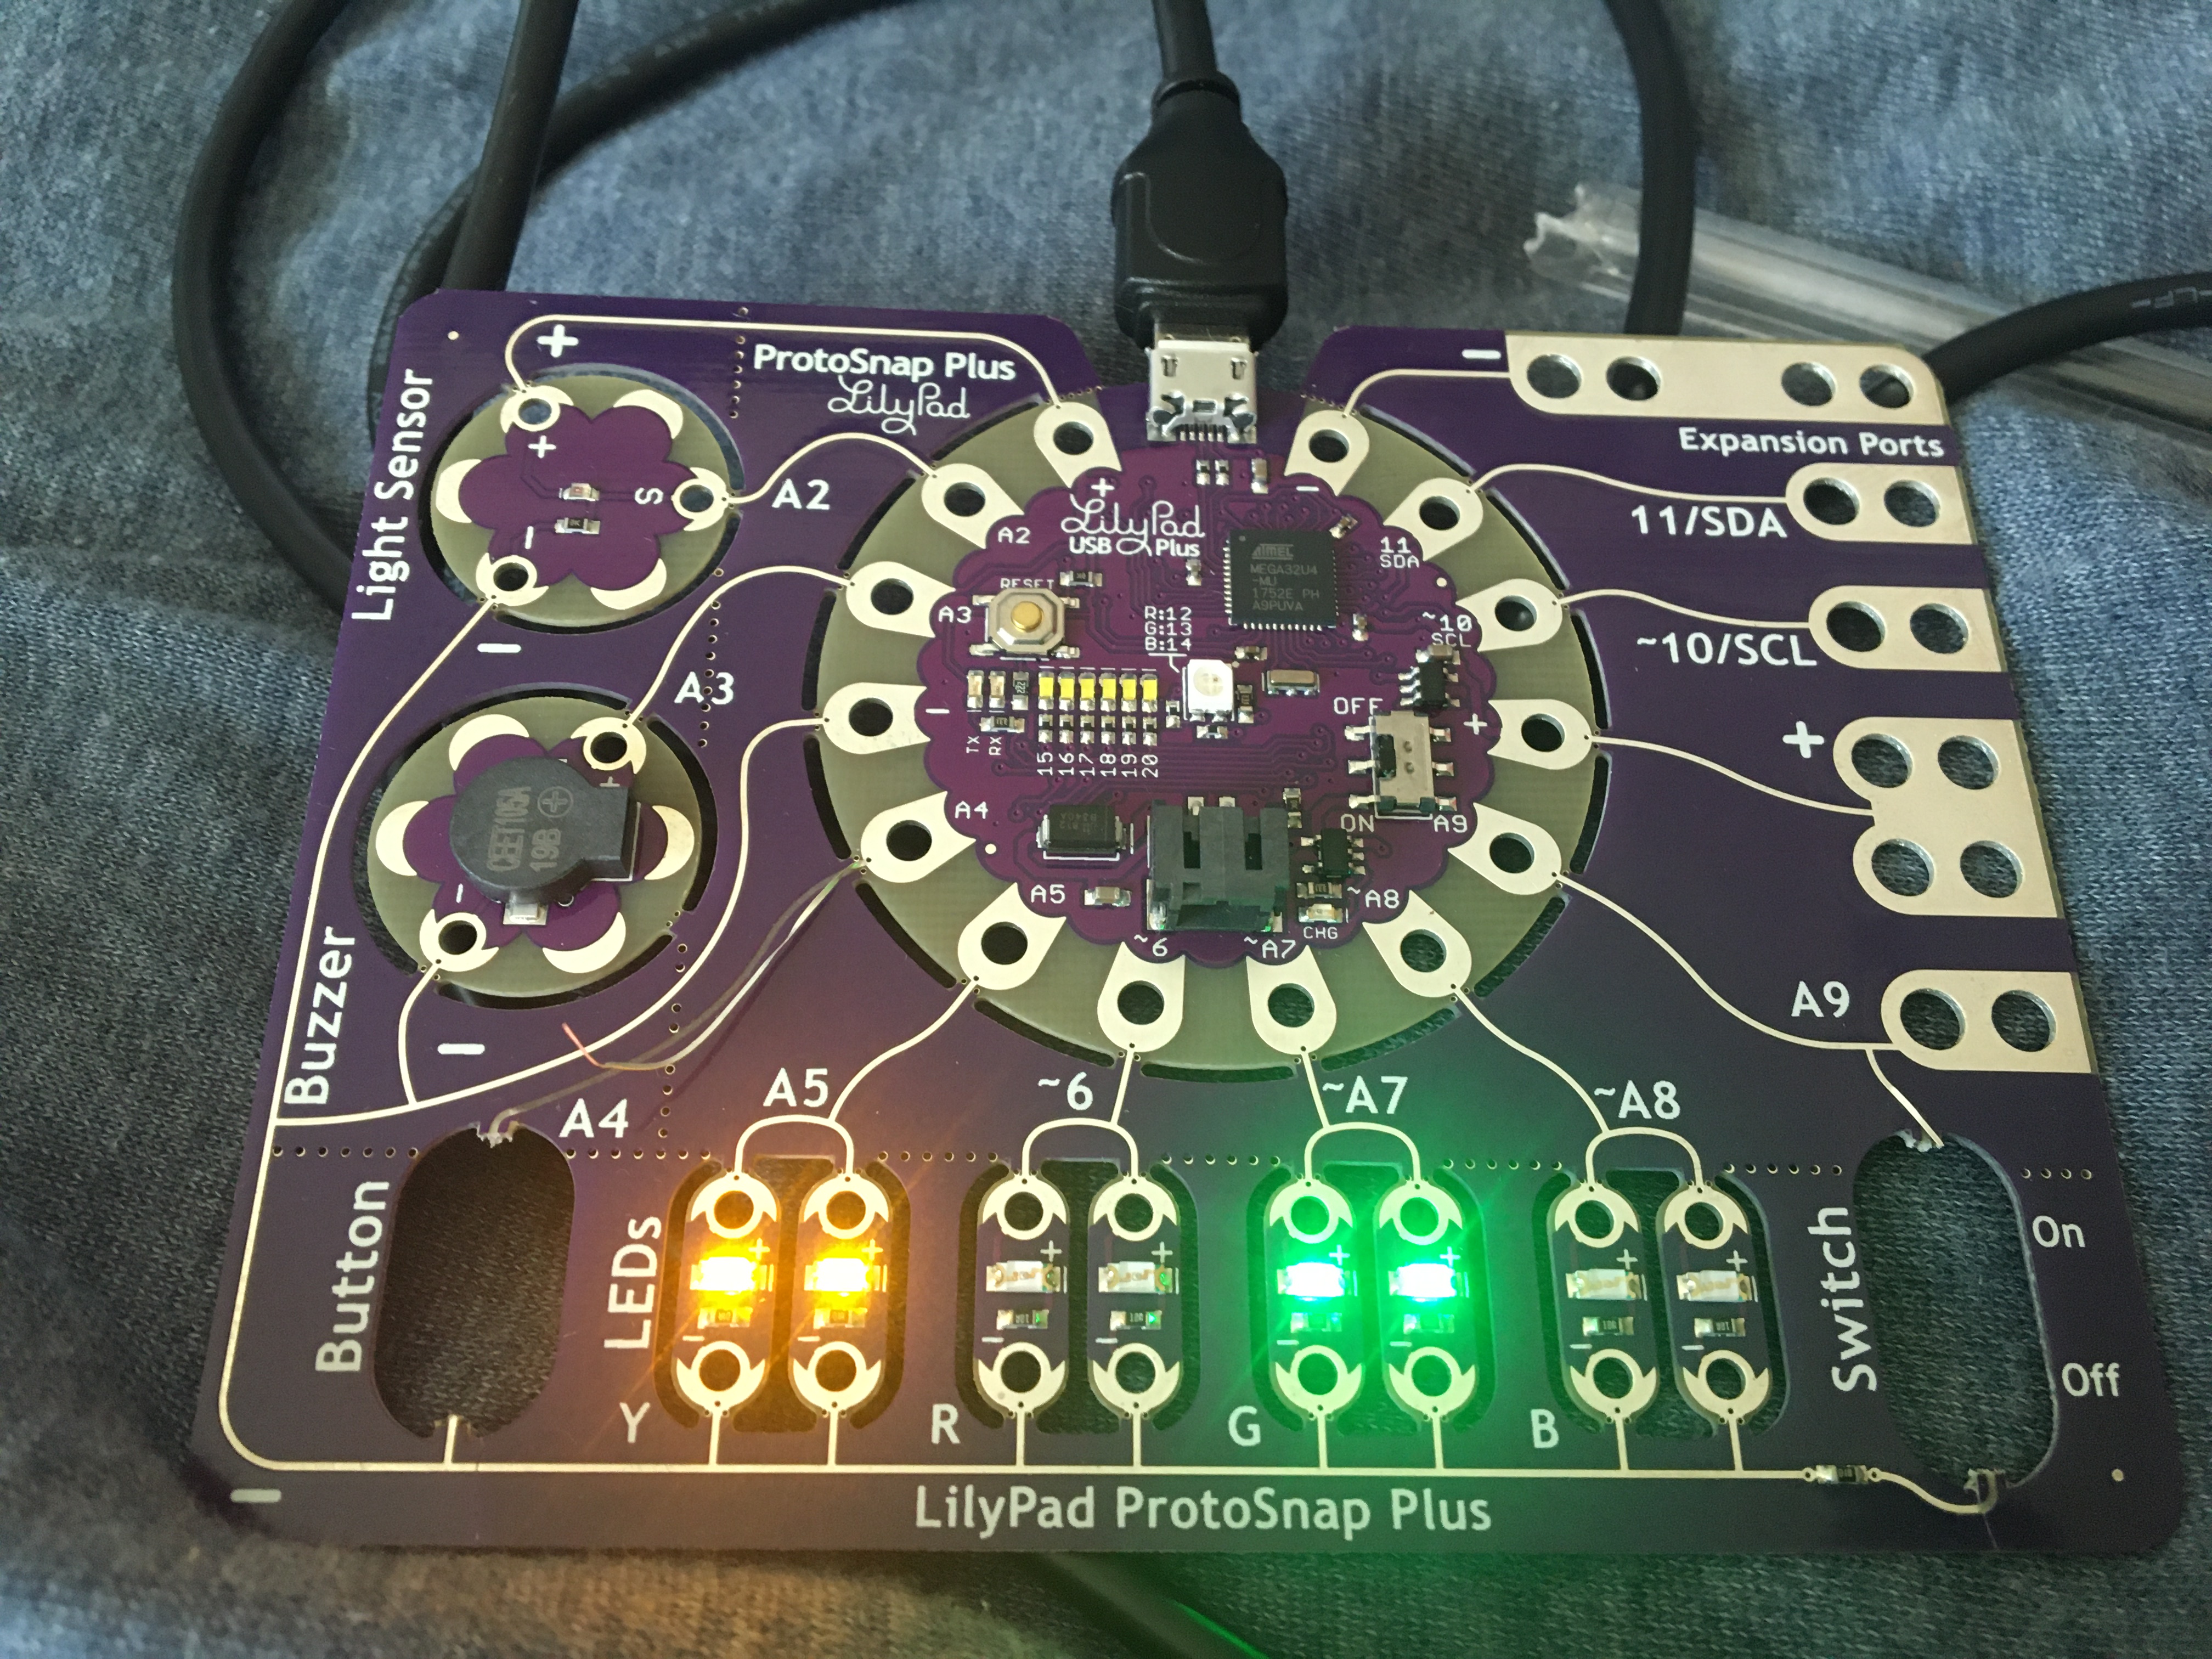 Button
Buzzer
Light Sensor
-
-
-
+
CEET105A
19B
-
+
-
+
S
A4
A3
A2
LEDs
Y
A5
R
~6
G
~A7
B
~A8
ProtoSnap Plus
LilyPad
LilyPad ProtoSnap Plus
A4
-
A3
A2
+
A5
TX
RX
RESET
222
15
16
17
18
19
20
R:12
G:13
B:14
LilyPad
USB Plus
~6
~A7
CHG
~A8
ON
OFF
A9
+
~10
SCL
11
SDA
-
ATMEL
MEGA32U4
-
Switch
On
Off
A9
+
~10/SCL
11/SDA
Expansion Ports